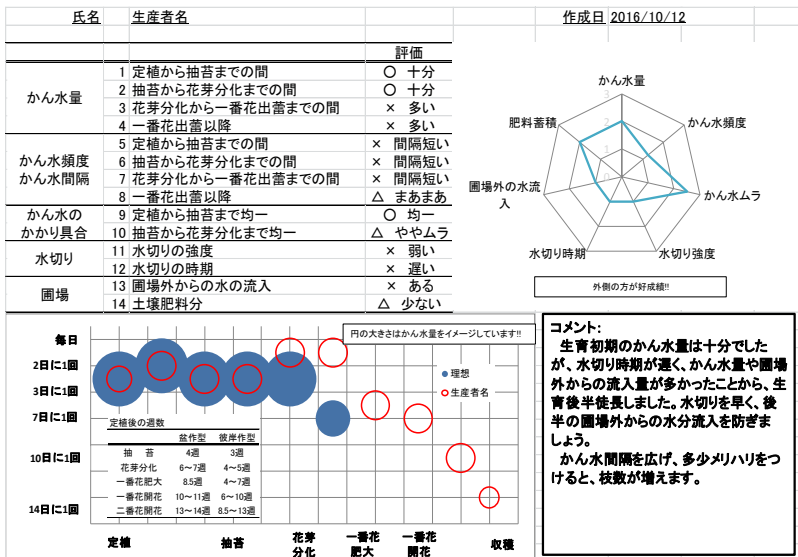 氏名 生産者名 作成日 2016/10/12
評価
かん水量
1 定植から抽苔までの間 ○ 十分
2 抽苔から花芽分化までの間 ○ 十分
3 花芽分化から一番花出蕾までの間 × 多い
4 一番花出蕾以降 × 多い
かん水頻度
かん水間隔
5 定植から抽苔までの間 × 間隔短い
6 抽苔から花芽分化までの間 × 間隔短い
7 花芽分化から一番花出蕾までの間 × 間隔短い
8 一番花出蕾以降 △ まあまあ
かん水の
かかり具合
9 定植から抽苔まで均一 ○ 均一
10 抽苔から花芽分化まで均一 △ ややムラ
水切り
11 水切りの強度 × 弱い
12 水切りの時期 × 遅い
圃場
13 圃場外からの水の流入 × ある
14 土壌肥料分 △ 少ない
かん水量
かん水頻度
かん水ムラ
水切り強度
水切り時期
圃場外の水流
入
肥料蓄積
3
2
1
0
外側の方が好成績!!
円の大きさはかん水量をイメージしています!!
毎日
2日に1回
3日に1回
7日に1回
10日に1回
14日に1回
理想
生産者名
定植後の週数
盆作型 彼岸作型
抽 苔 4週 3週
花芽分化 6~7週 4~5週
一番花肥大 8.5週 4~7週
一番花開花 10~11週 6~10週
二番花開花 13~14週 8.5~13週
定植
抽苔
花芽
分化
一番花
肥大
一番花
開花
収穫
コメント:
生育初期のかん水量は十分でした
が、水切り時期が遅く、かん水量や圃場
外からの流入量が多かったことから、生
育後半徒長しました。水切りを早く、後
半の圃場外からの水分流入を防ぎま
しょう。
かん水間隔を広げ、多少メリハリをつ
けると、枝数が増えます。